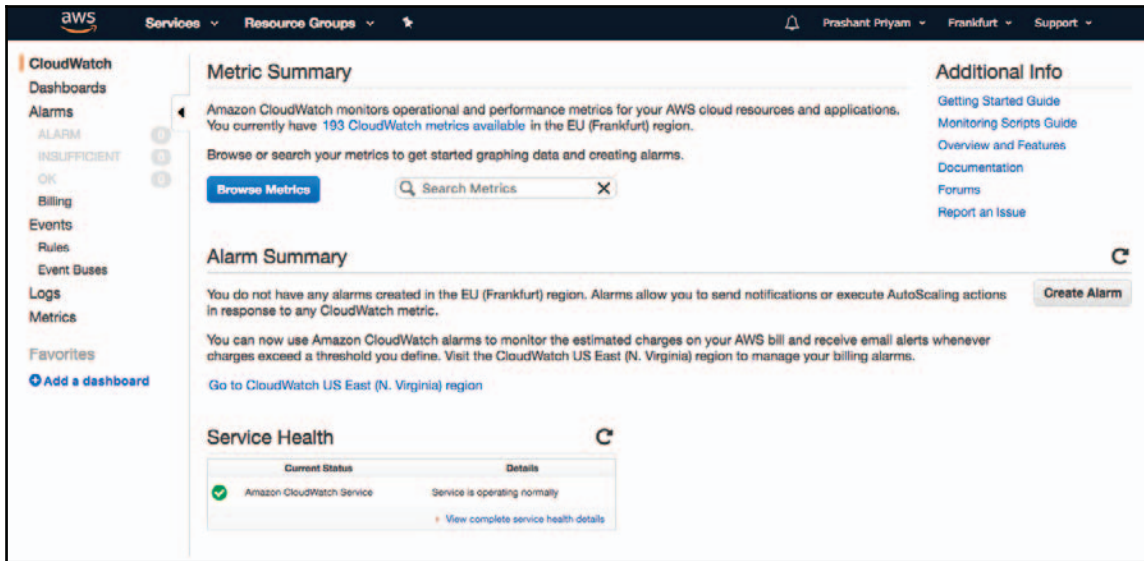 aws Services Resource Groups Prashant Priyam Frankfurt Support
CloudWatch
Dashboards
Alarms
ALARM 0
INSUFFICIENT 0
OK 0
Billing
Events
Rules
Event Buses
Logs
Metrics
Favorites
Add a dashboard
Metric Summary
Amazon CloudWatch monitors operational and performance metrics for your AWS cloud resources and applications.
You currently have 193 CloudWatch metrics available in the EU (Frankfurt) region.
Browse or search your metrics to get started graphing data and creating alarms.
Browse Metrics Search Metrics
Alarm Summary
You do not have any alarms created in the EU (Frankfurt) region. Alarms allow you to send notifications or execute AutoScaling actions
in response to any CloudWatch metric.
Create Alarm
You can now use Amazon CloudWatch alarms to monitor the estimated charges on your AWS bill and receive email alerts whenever
charges exceed a threshold you define. Visit the CloudWatch US East (N. Virginia) region to manage your billing alarms.
Go to CloudWatch US East (N. Virginia) region
Service Health
Current Status Details
Amazon CloudWatch Service Service is operating normally
View complete service health details
Additional Info
Getting Started Guide
Monitoring Scripts Guide
Overview and Features
Documentation
Forums
Report an Issue